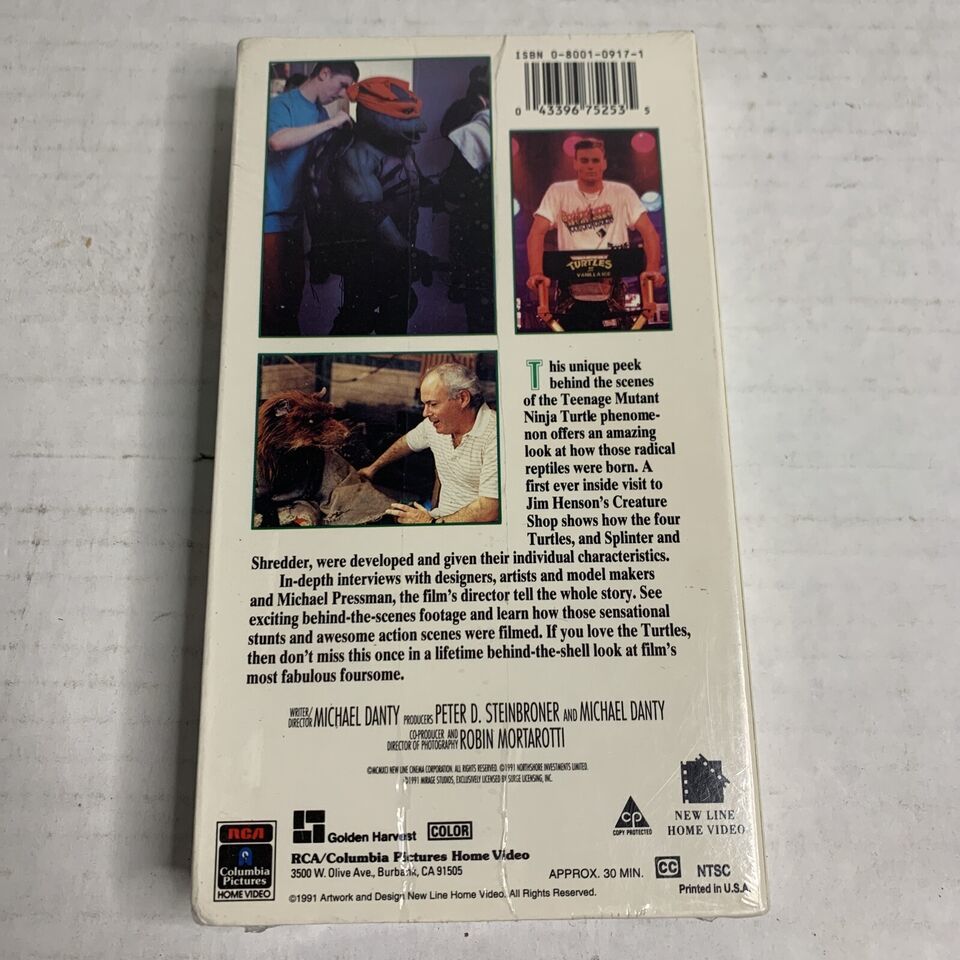 ISBN 0-8001-0917-1
0 43396 75253 5
TURTLES
II
VANILLA ICE
This unique peek
behind the scenes
of the Teenage Mutant
Ninja Turtle phenome-
non offers an amazing
look at how those radical
reptiles were born. A
first ever inside visit to
Jim Henson's Creature
Shop shows how the four
Turtles, and Splinter and
Shredder, were developed and given their individual characteristics.
In-depth interviews with designers, artists and model makers
and Michael Pressman, the film's director tell the whole story. See
exciting behind-the-scenes footage and learn how those sensational
stunts and awesome action scenes were filmed. If you love the Turtles,
then don't miss this once in a lifetime behind-the-shell look at film's
most fabulous foursome.
WRITER/DIRECTOR MICHAEL DANTY PRODUCERS PETER D. STEINBRONER AND MICHAEL DANTY
CO-PRODUCER AND DIRECTOR OF PHOTOGRAPHY ROBIN MORTAROTTI
©MCMXCI NEW LINE CINEMA CORPORATION. ALL RIGHTS RESERVED. ©1991 NORTHSHORE INVESTMENTS LIMITED.
©1991 MIRAGE STUDIOS, EXCLUSIVELY LICENSED BY SURGE LICENSING, INC.
RCA
Columbia
Pictures
HOME VIDEO
Golden Harvest COLOR
RCA/Columbia Pictures Home Video
3500 W. Olive Ave., Burbank, CA 91505
©1991 Artwork and Design New Line Home Video. All Rights Reserved.
CP
COPY PROTECTED
NEW LINE
HOME VIDEO
APPROX. 30 MIN. CC NTSC
Printed in U.S.A.